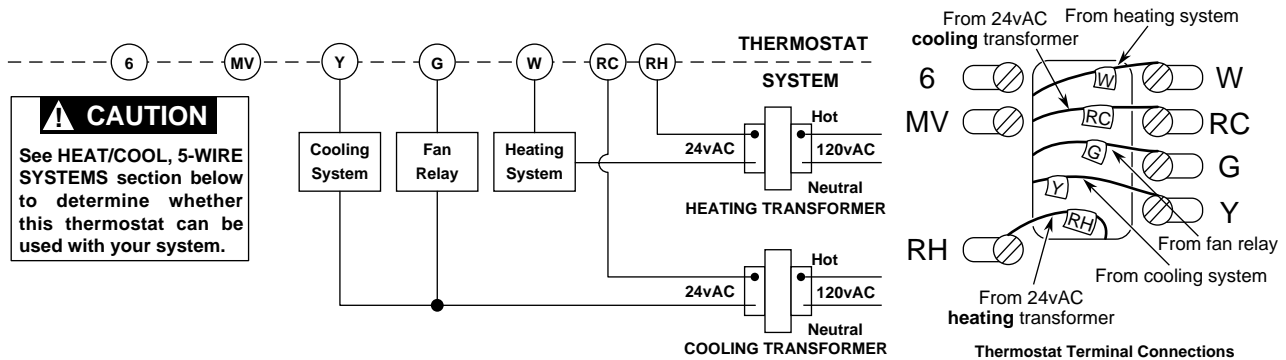 6
MV
Y
G
W
RC
RH
THERMOSTAT
SYSTEM
CAUTION
See HEAT/COOL, 5-WIRE
SYSTEMS section below
to determine whether
this thermostat can be
used with your system.
Cooling
System
Fan
Relay
Heating
System
24vAC
Hot
120vAC
Neutral
HEATING TRANSFORMER
24vAC
Hot
120vAC
Neutral
COOLING TRANSFORMER
From 24vAC
cooling transformer
From heating system
6
MV
RH
W
RC
G
Y
RH
W
RC
G
Y
From fan relay
From cooling system
From 24vAC
heating transformer
Thermostat Terminal Connections